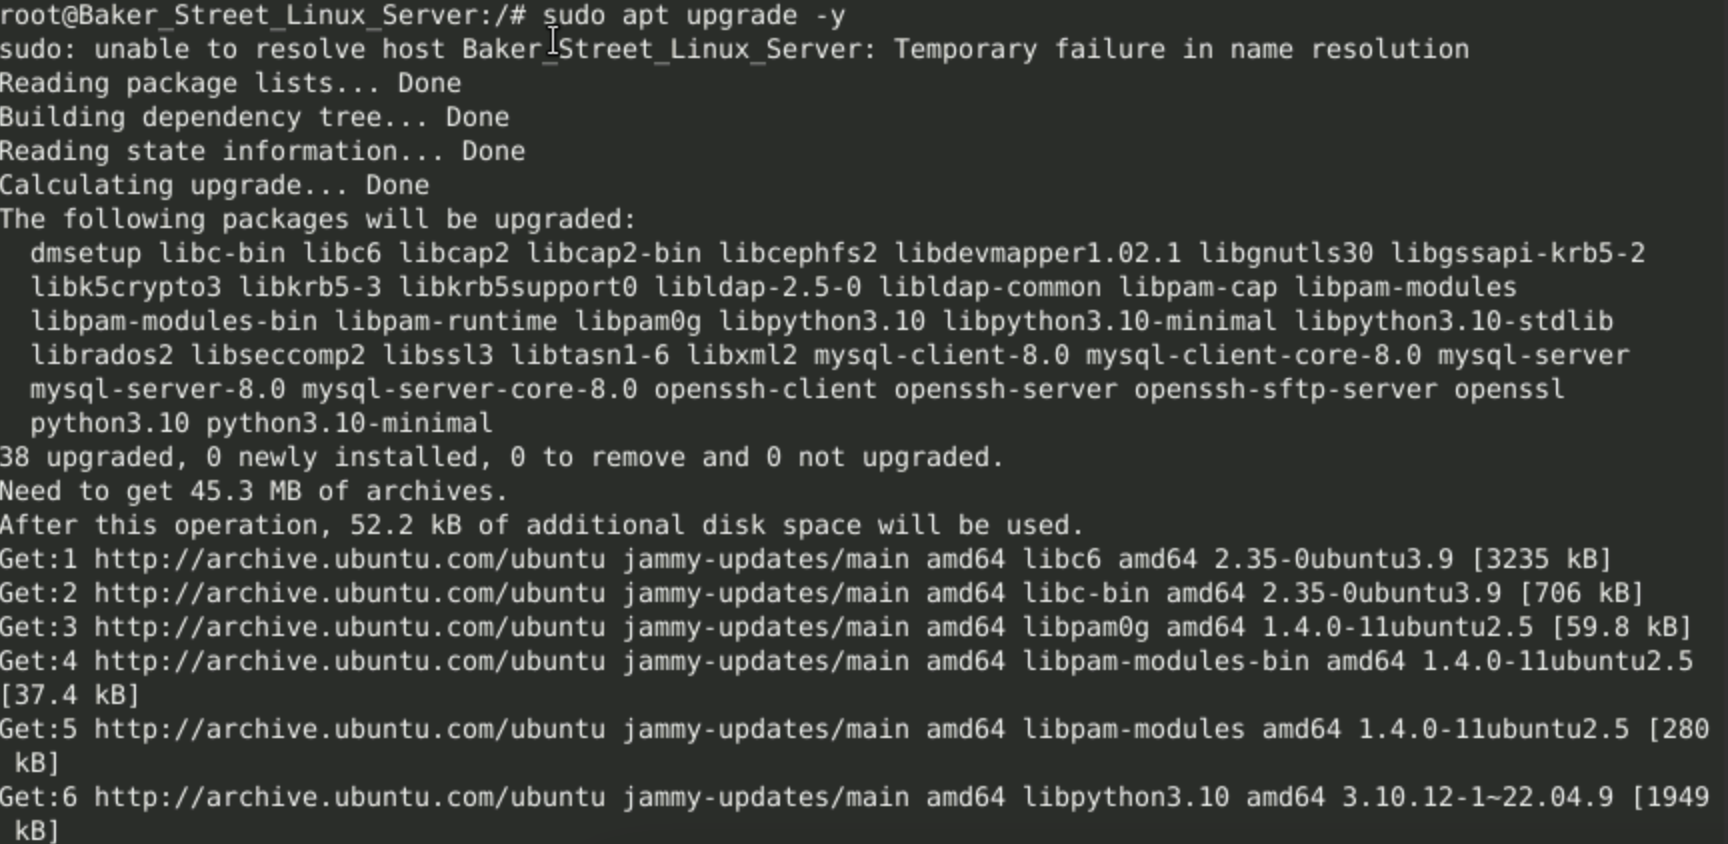 root@Baker_Street_Linux_Server:/# sudo apt upgrade -y
sudo: unable to resolve host Baker_Street_Linux_Server: Temporary failure in name resolution
Reading package lists... Done
Building dependency tree... Done
Reading state information... Done
Calculating upgrade... Done
The following packages will be upgraded:
  dmsetup libc-bin libc6 libcap2 libcap2-bin libcephfs2 libdevmapper1.02.1 libgnutls30 libgssapi-krb5-2
  libk5crypto3 libkrb5-3 libkrb5support0 libldap-2.5-0 libldap-common libpam-cap libpam-modules
  libpam-modules-bin libpam-runtime libpam0g libpython3.10 libpython3.10-minimal libpython3.10-stdlib
  librados2 libseccomp2 libssl3 libtasn1-6 libxml2 mysql-client-8.0 mysql-client-core-8.0 mysql-server
  mysql-server-8.0 mysql-server-core-8.0 openssh-client openssh-server openssh-sftp-server openssl
  python3.10 python3.10-minimal
38 upgraded, 0 newly installed, 0 to remove and 0 not upgraded.
Need to get 45.3 MB of archives.
After this operation, 52.2 kB of additional disk space will be used.
Get:1 http://archive.ubuntu.com/ubuntu jammy-updates/main amd64 libc6 amd64 2.35-0ubuntu3.9 [3235 kB]
Get:2 http://archive.ubuntu.com/ubuntu jammy-updates/main amd64 libc-bin amd64 2.35-0ubuntu3.9 [706 kB]
Get:3 http://archive.ubuntu.com/ubuntu jammy-updates/main amd64 libpam0g amd64 1.4.0-11ubuntu2.5 [59.8 kB]
Get:4 http://archive.ubuntu.com/ubuntu jammy-updates/main amd64 libpam-modules-bin amd64 1.4.0-11ubuntu2.5
[37.4 kB]
Get:5 http://archive.ubuntu.com/ubuntu jammy-updates/main amd64 libpam-modules amd64 1.4.0-11ubuntu2.5 [280
 kB]
Get:6 http://archive.ubuntu.com/ubuntu jammy-updates/main amd64 libpython3.10 amd64 3.10.12-1~22.04.9 [1949
 kB]